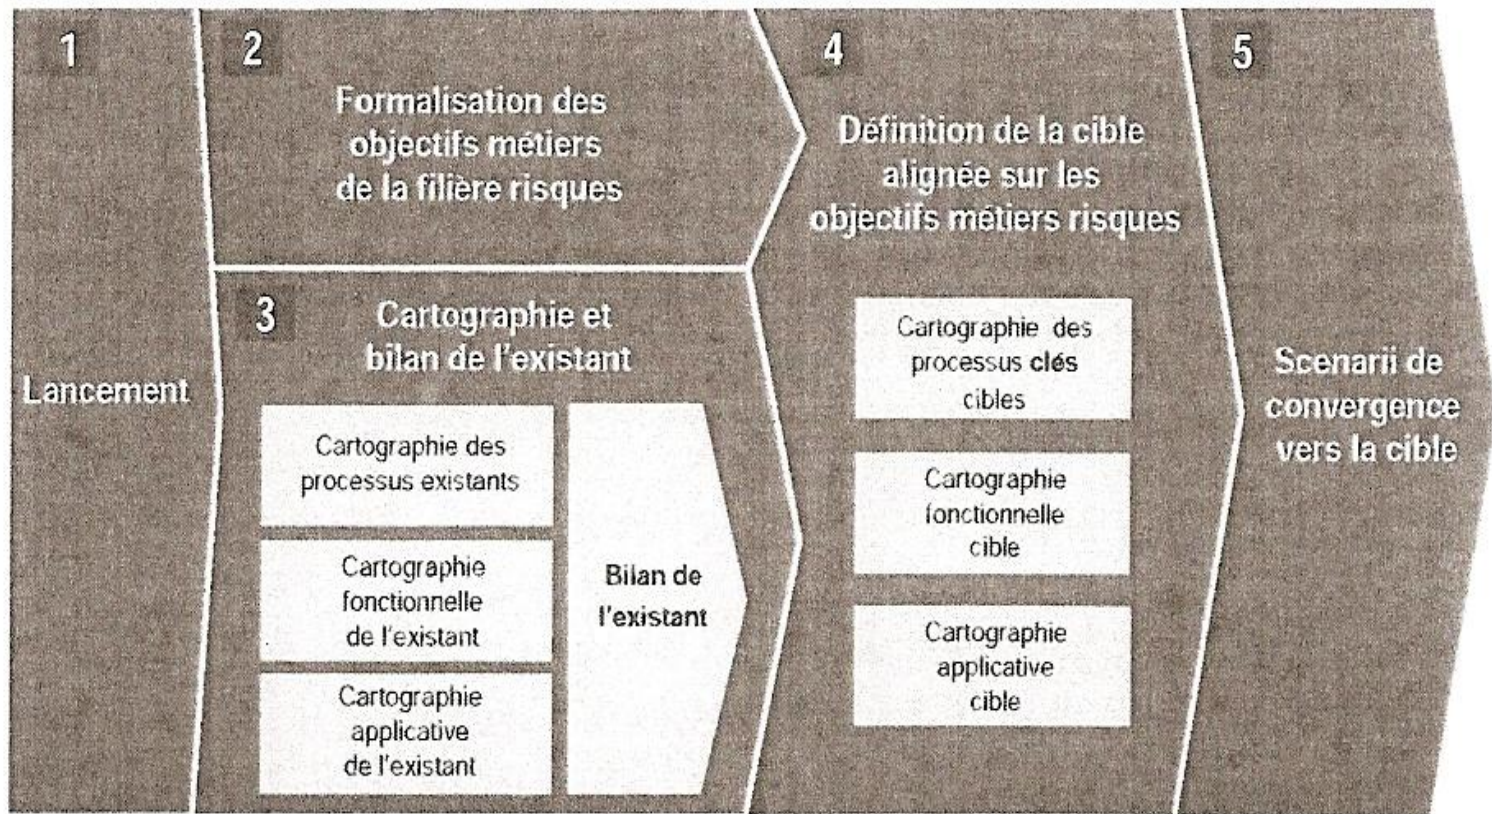 1
Lancement
2
Formalisation des
objectifs métiers
de la filière risques
3
Cartographie et
bilan de l'existant
Cartographie des
processus existants
Cartographie
fonctionnelle
de l'existant
Cartographie
applicative
de l'existant
Bilan de
l'existant
4
Définition de la cible
alignée sur les
objectifs métiers risques
Cartographie des
processus clés
cibles
Cartographie
fonctionnelle
cible
Cartographie
applicative
cible
5
Scenarii de
convergence
vers la cible